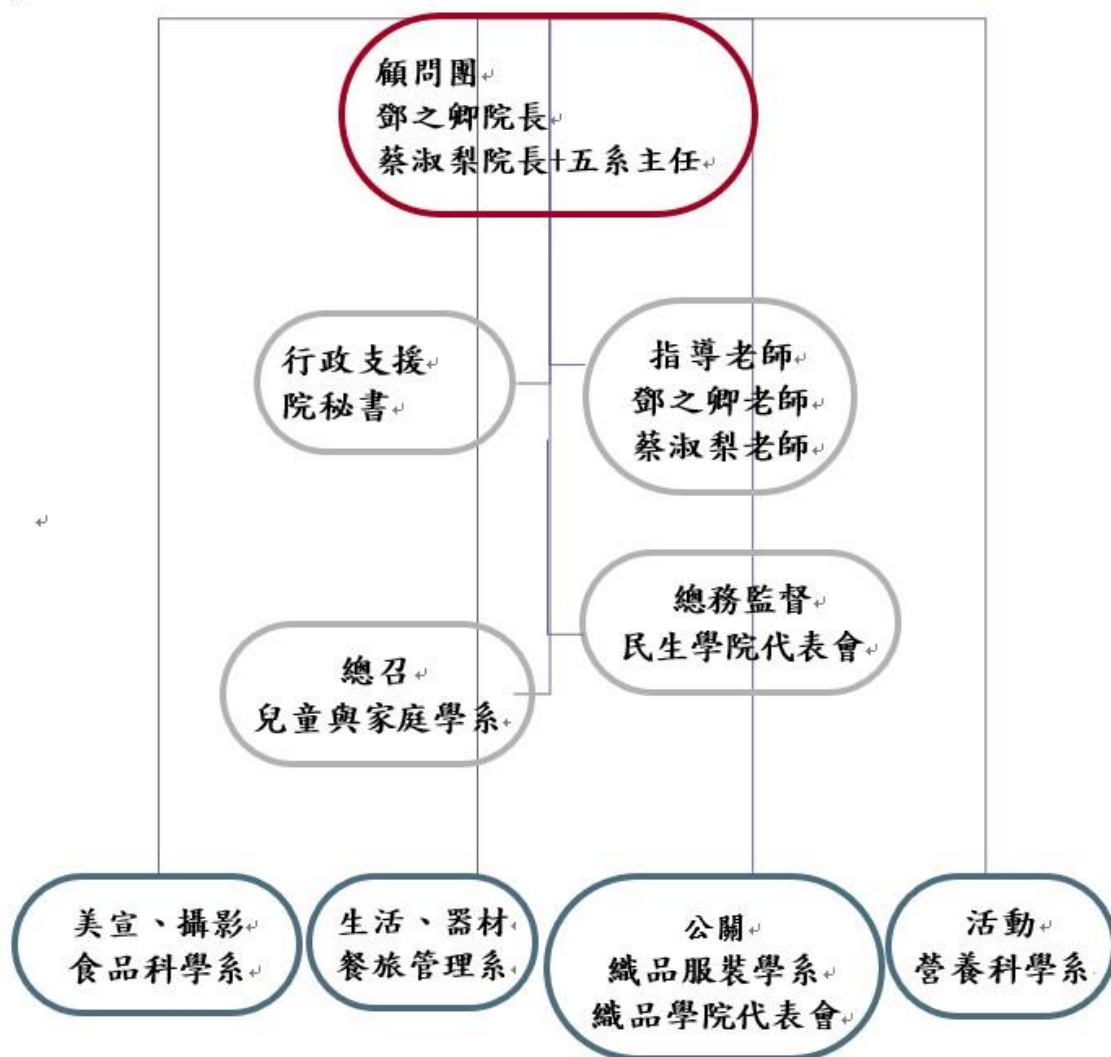 顧問團
鄧之卿院長
蔡淑梨院長+五系主任
行政支援
院秘書
指導老師
鄧之卿老師
蔡淑梨老師
總務監督
民生學院代表會
總召
兒童與家庭學系
美宣、攝影
食品科學系
生活、器材
餐旅管理系
公關
織品服裝學系
織品學院代表會
活動
營養科學系